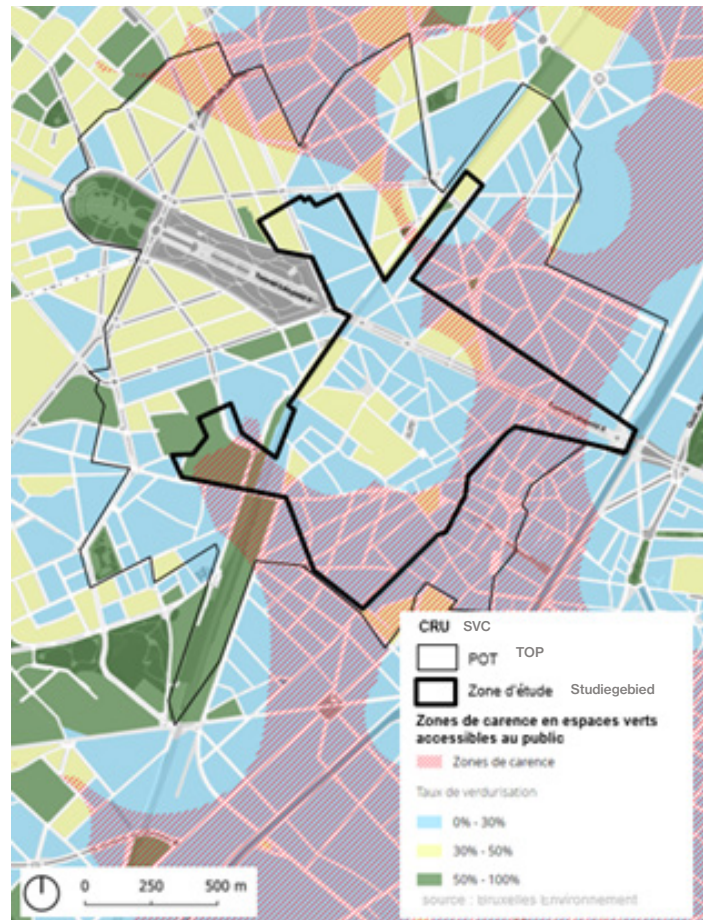 CRU SVC
POT TOP
Zone d'étude Studiegebied
Zones de carence en espaces verts
accessibles au public
Zones de carence
Taux de verdurisation
0% - 30%
30% - 50%
50% - 100%
0 250 500 m
source : Bruxelles Environnement